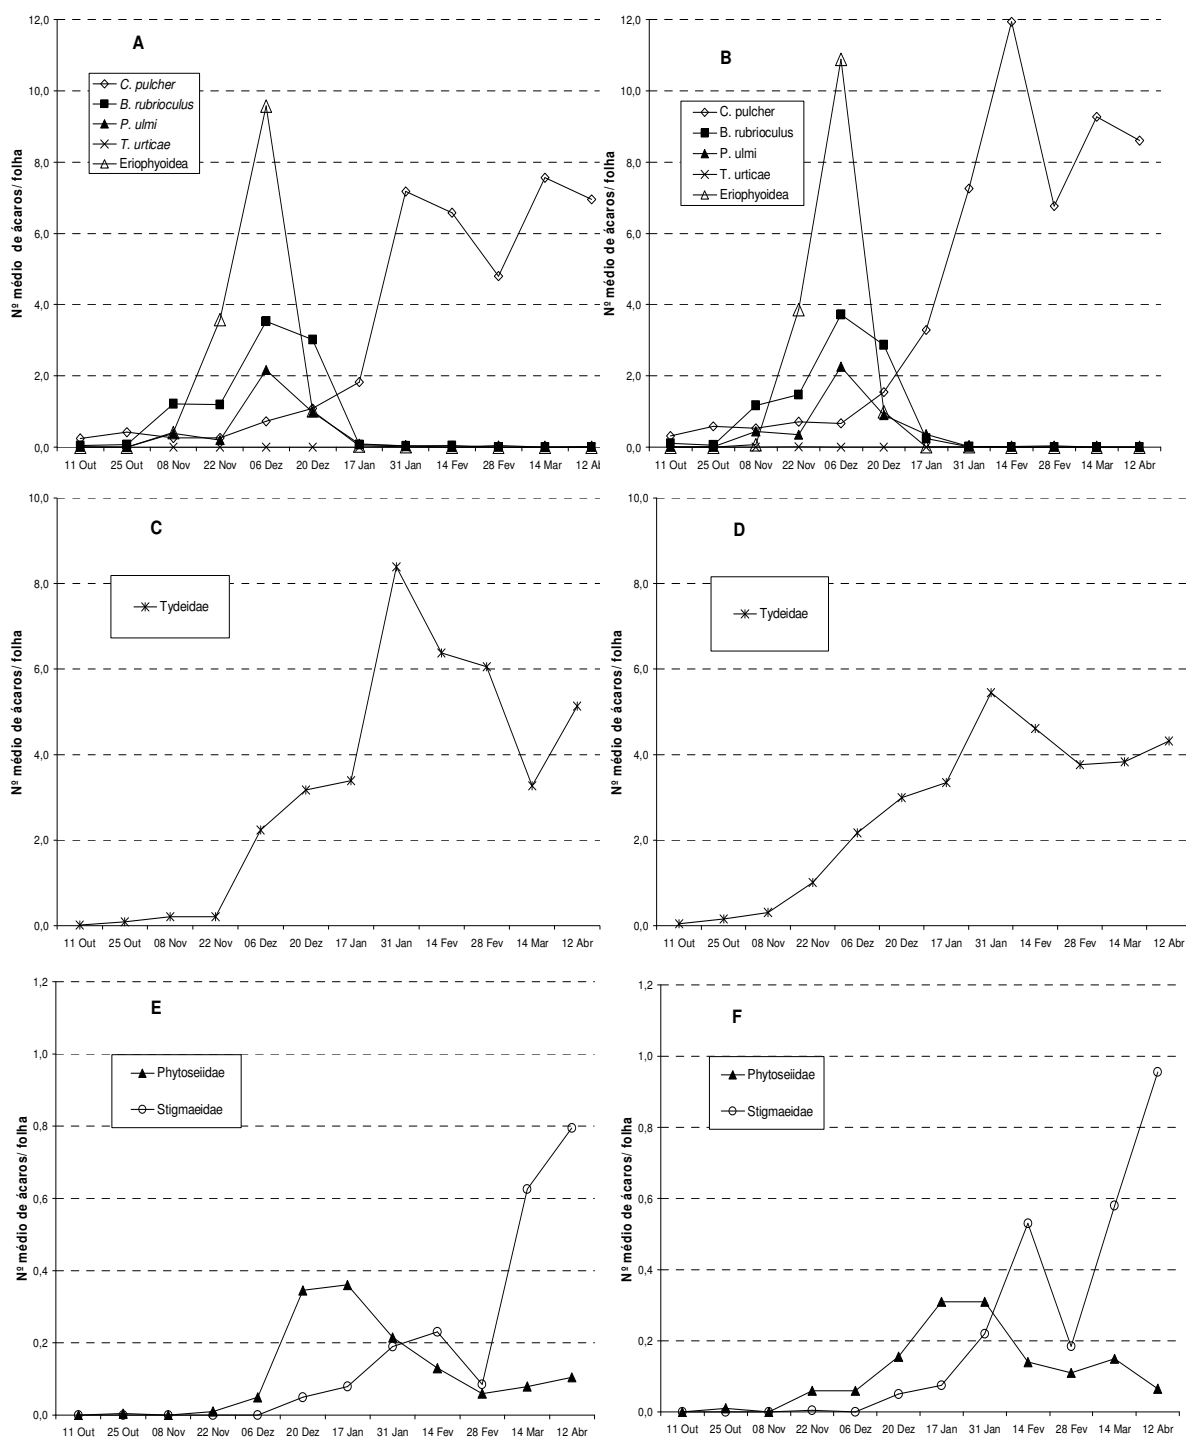 A
Nº médio de ácaros/ folha
12,0
10,0
8,0
6,0
4,0
2,0
0,0
C. pulcher
B. rubrioculus
P. ulmi
T. urticae
Eriophyoidea
11 Out 25 Out 08 Nov 22 Nov 06 Dez 20 Dez 17 Jan 31 Jan 14 Fev 28 Fev 14 Mar 12 Al
B
Nº médio de ácaros/ folha
12,0
10,0
8,0
6,0
4,0
2,0
0,0
C. pulcher
B. rubrioculus
P. ulmi
T. urticae
Eriophyoidea
11 Out 25 Out 08 Nov 22 Nov 06 Dez 20 Dez 17 Jan 31 Jan 14 Fev 28 Fev 14 Mar 12 Abr
C
Nº médio de ácaros/ folha
10,0
8,0
6,0
4,0
2,0
0,0
Tydeidae
11 Out 25 Out 08 Nov 22 Nov 06 Dez 20 Dez 17 Jan 31 Jan 14 Fev 28 Fev 14 Mar 12 Abr
D
Nº médio de ácaros/ folha
10,0
8,0
6,0
4,0
2,0
0,0
Tydeidae
11 Out 25 Out 08 Nov 22 Nov 06 Dez 20 Dez 17 Jan 31 Jan 14 Fev 28 Fev 14 Mar 12 Abr
E
Nº médio de ácaros/ folha
1,2
1,0
0,8
0,6
0,4
0,2
0,0
Phytoseiidae
Stigmaeidae
11 Out 25 Out 08 Nov 22 Nov 06 Dez 20 Dez 17 Jan 31 Jan 14 Fev 28 Fev 14 Mar 12 Abr
F
Nº médio de ácaros/ folha
1,2
1,0
0,8
0,6
0,4
0,2
0,0
Phytoseiidae
Stigmaeidae
11 Out 25 Out 08 Nov 22 Nov 06 Dez 20 Dez 17 Jan 31 Jan 14 Fev 28 Fev 14 Mar 12 Abr